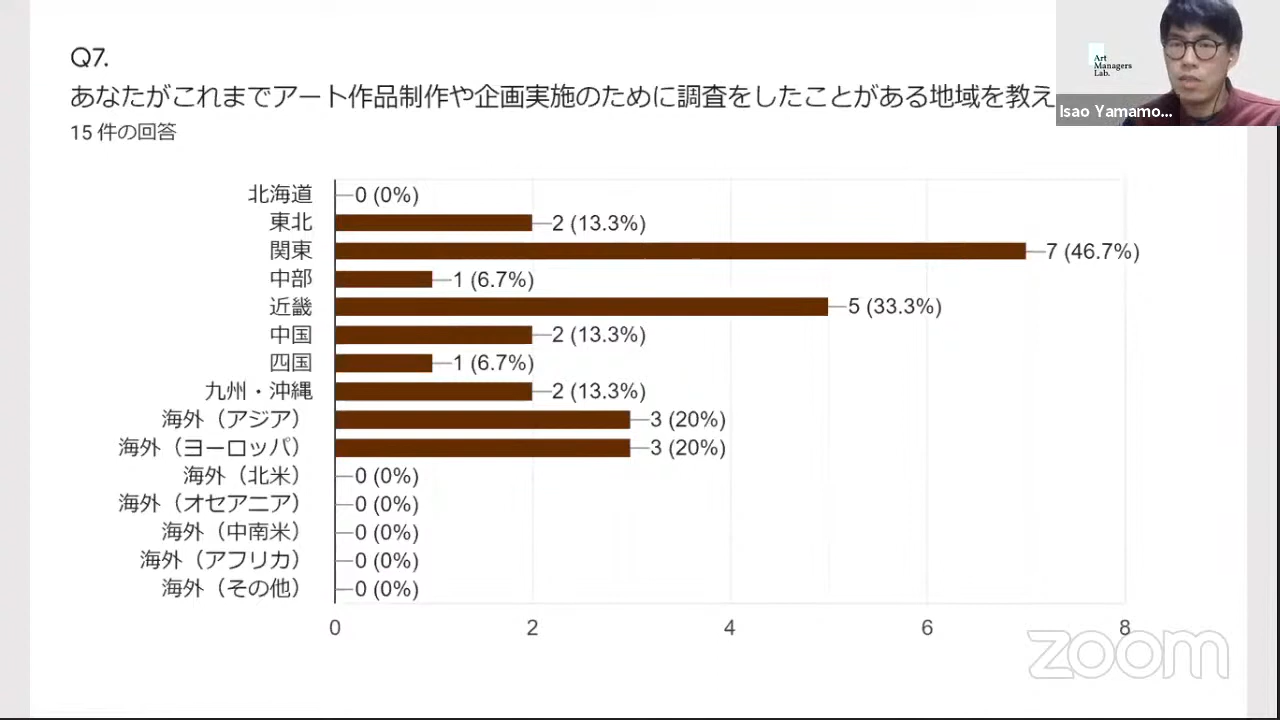 Q7.
あなたがこれまでアート作品制作や企画実施のために調査をしたことがある地域を教え
15 件の回答
Art
Managers
Lab.
Isao Yamamo...
北海道 0 (0%)
東北 2 (13.3%)
関東 7 (46.7%)
中部 1 (6.7%)
近畿 5 (33.3%)
中国 2 (13.3%)
四国 1 (6.7%)
九州・沖縄 2 (13.3%)
海外（アジア） 3 (20%)
海外（ヨーロッパ） 3 (20%)
海外（北米） 0 (0%)
海外（オセアニア） 0 (0%)
海外（中南米） 0 (0%)
海外（アフリカ） 0 (0%)
海外（その他） 0 (0%)
0 2 4 6 8
zoom